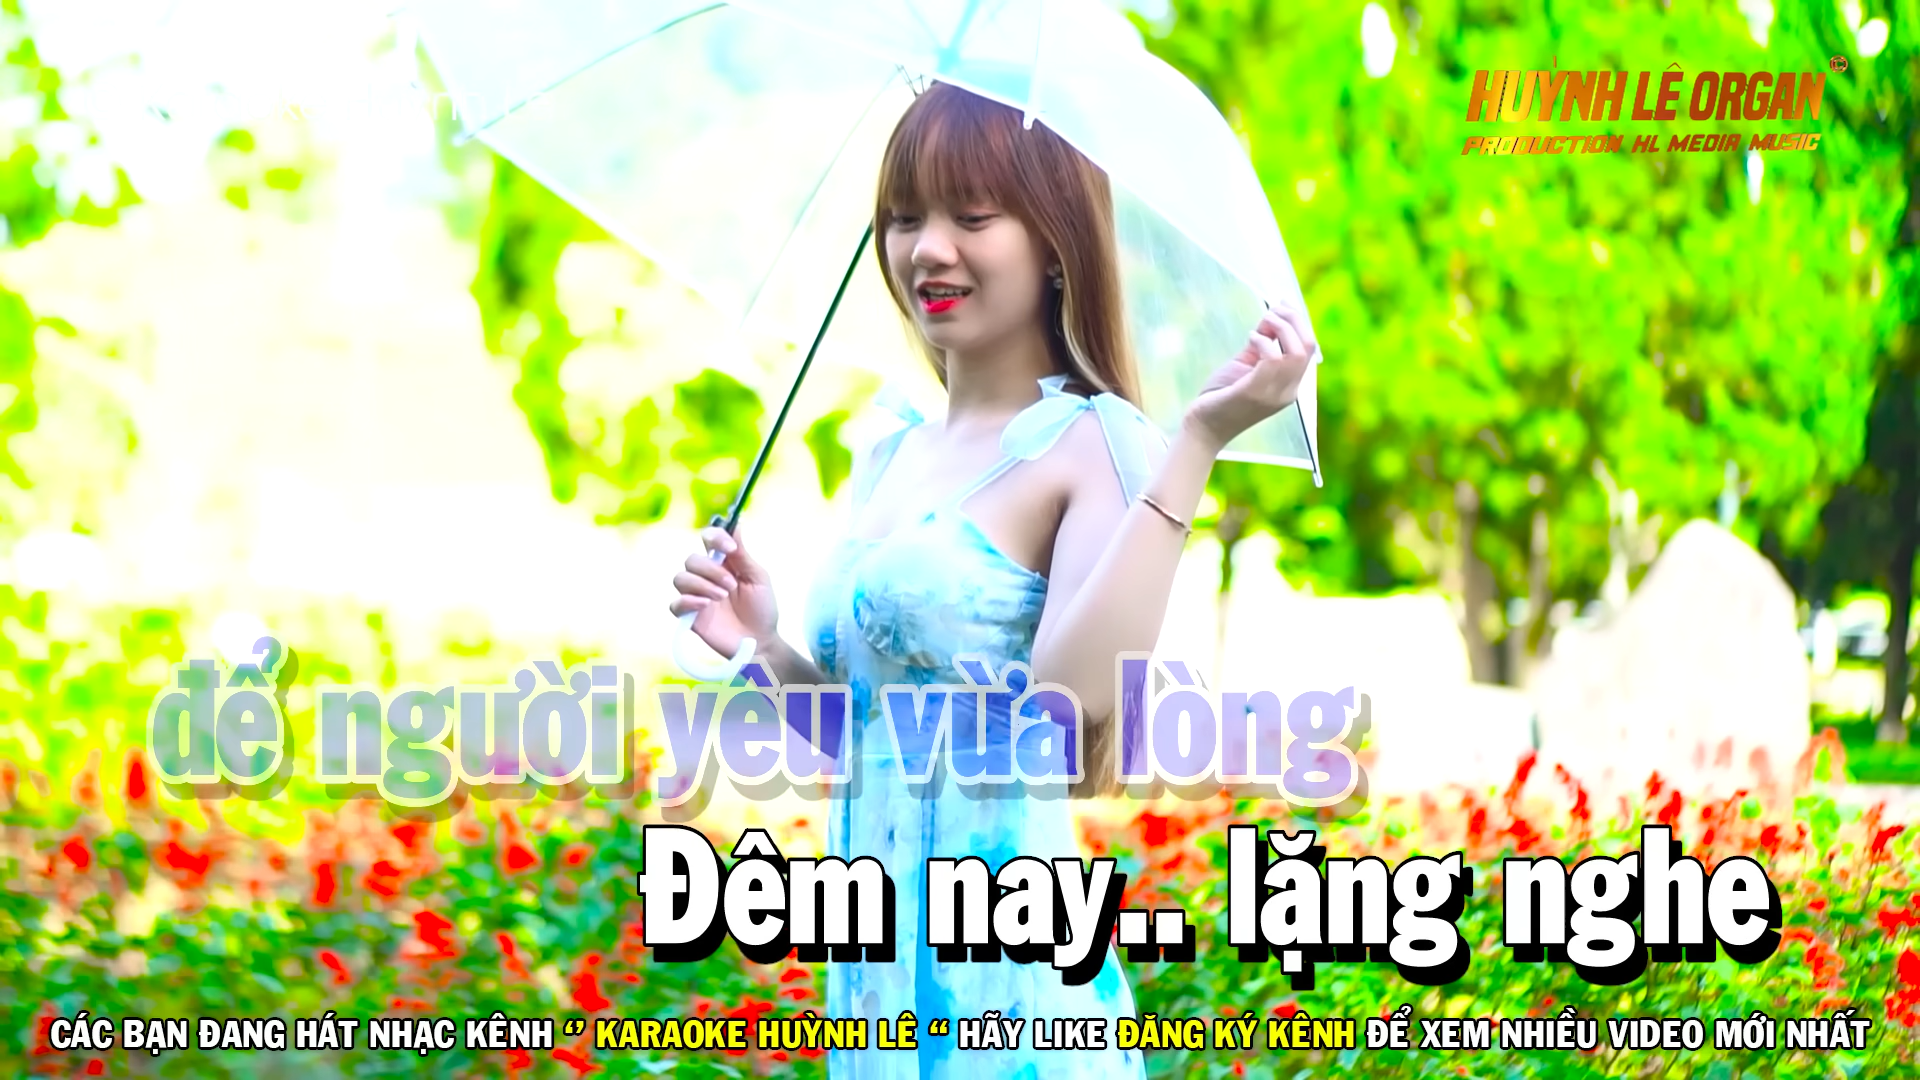 HUỲNH LÊ ORGAN
PRODUCTION HL MEDIA MUSIC
để người yêu vừa lòng
Đêm nay.. lặng nghe
CÁC BẠN ĐANG HÁT NHẠC KÊNH ‘’ KARAOKE HUỲNH LÊ “ HÃY LIKE ĐĂNG KÝ KÊNH ĐỂ XEM NHIỀU VIDEO MỚI NHẤT